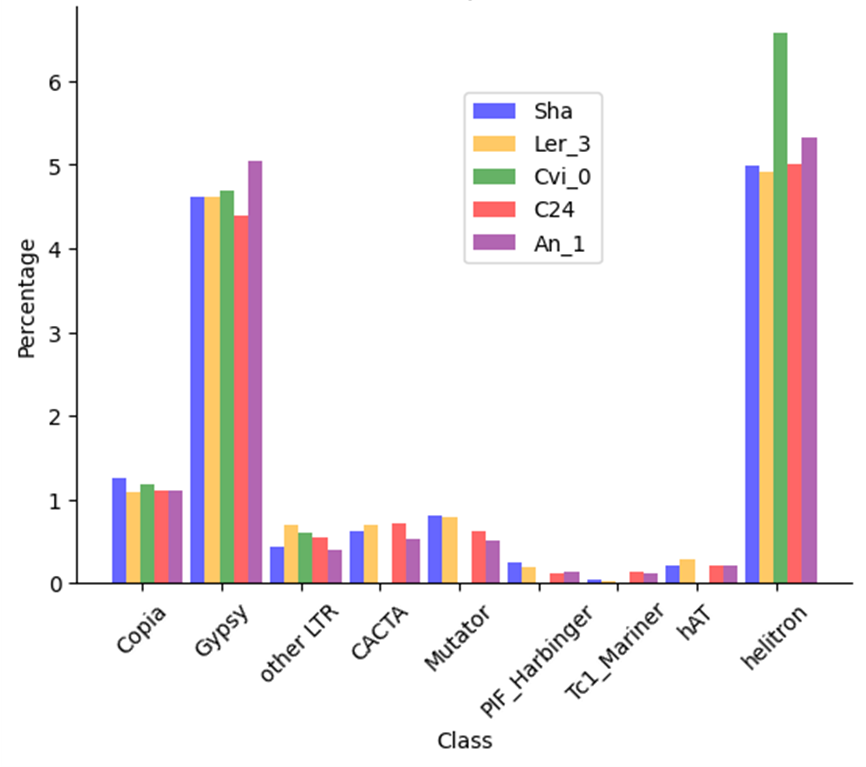 6
5
4
3
2
1
0
Percentage
Sha
Ler_3
Cvi_0
C24
An_1
Copia
Gypsy
other LTR
CACTA
Mutator
PIF_Harbinger
Tc1_Mariner
hAT
helitron
Class